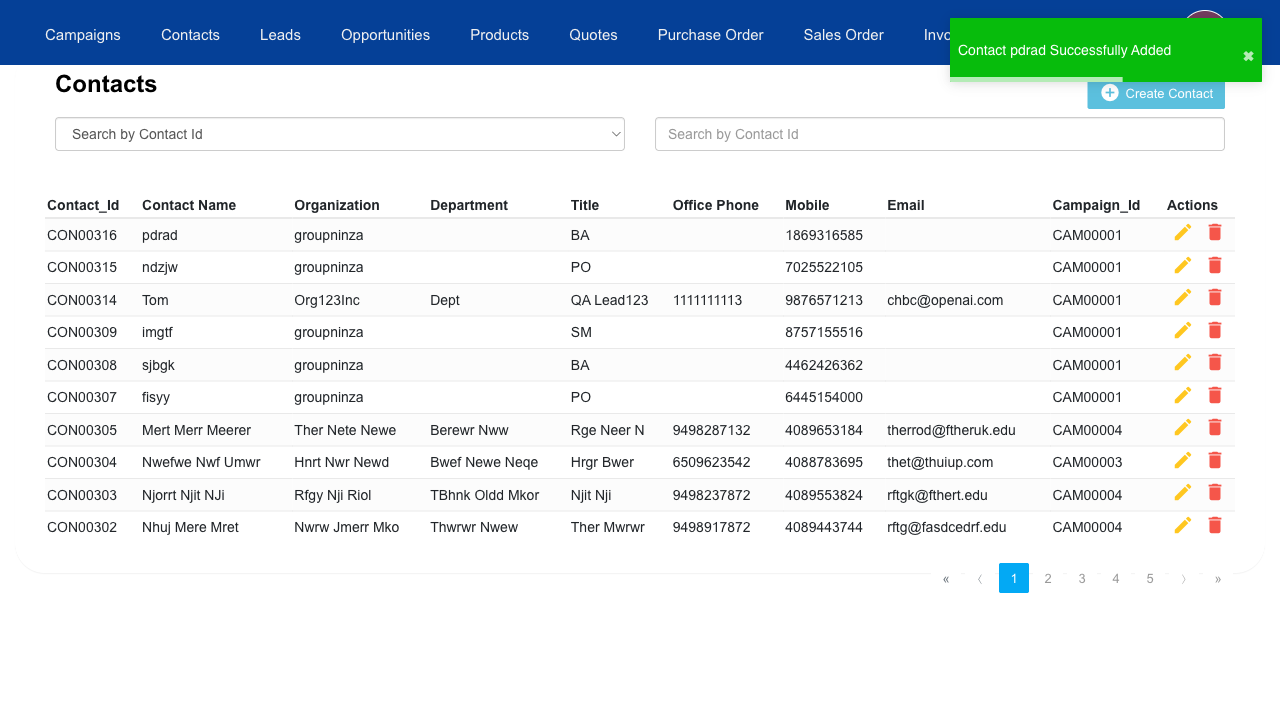 Campaigns Contacts Leads Opportunities Products Quotes Purchase Order Sales Order
Contact pdrad Successfully Added ✖
Contacts
Create Contact
Search by Contact Id
Search by Contact Id
Contact_Id Contact Name Organization Department Title Office Phone Mobile Email Campaign_Id Actions
CON00316 pdrad groupninza BA 1869316585 CAM00001
CON00315 ndzjw groupninza PO 7025522105 CAM00001
CON00314 Tom Org123Inc Dept QA Lead123 1111111113 9876571213 chbc@openai.com CAM00001
CON00309 imgtf groupninza SM 8757155516 CAM00001
CON00308 sjbgk groupninza BA 4462426362 CAM00001
CON00307 fisyy groupninza PO 6445154000 CAM00001
CON00305 Mert Merr Meerer Ther Nete Newe Berewr Nww Rge Neer N 9498287132 4089653184 therrod@ftheruk.edu CAM00004
CON00304 Nwefwe Nwf Umwr Hnrt Nwr Newd Bwef Newe Neqe Hrgr Bwer 6509623542 4088783695 thet@thuiup.com CAM00003
CON00303 Njorrt Njit NJi Rfgy Nji Riol TBhnk Oldd Mkor Njit Nji 9498237872 4089553824 rftgk@fthert.edu CAM00004
CON00302 Nhuj Mere Mret Nwrw Jmerr Mko Thwrwr Nwew Ther Mwrwr 9498917872 4089443744 rftg@fasdcedrf.edu CAM00004
« ⟨ 1 2 3 4 5 ⟩ »